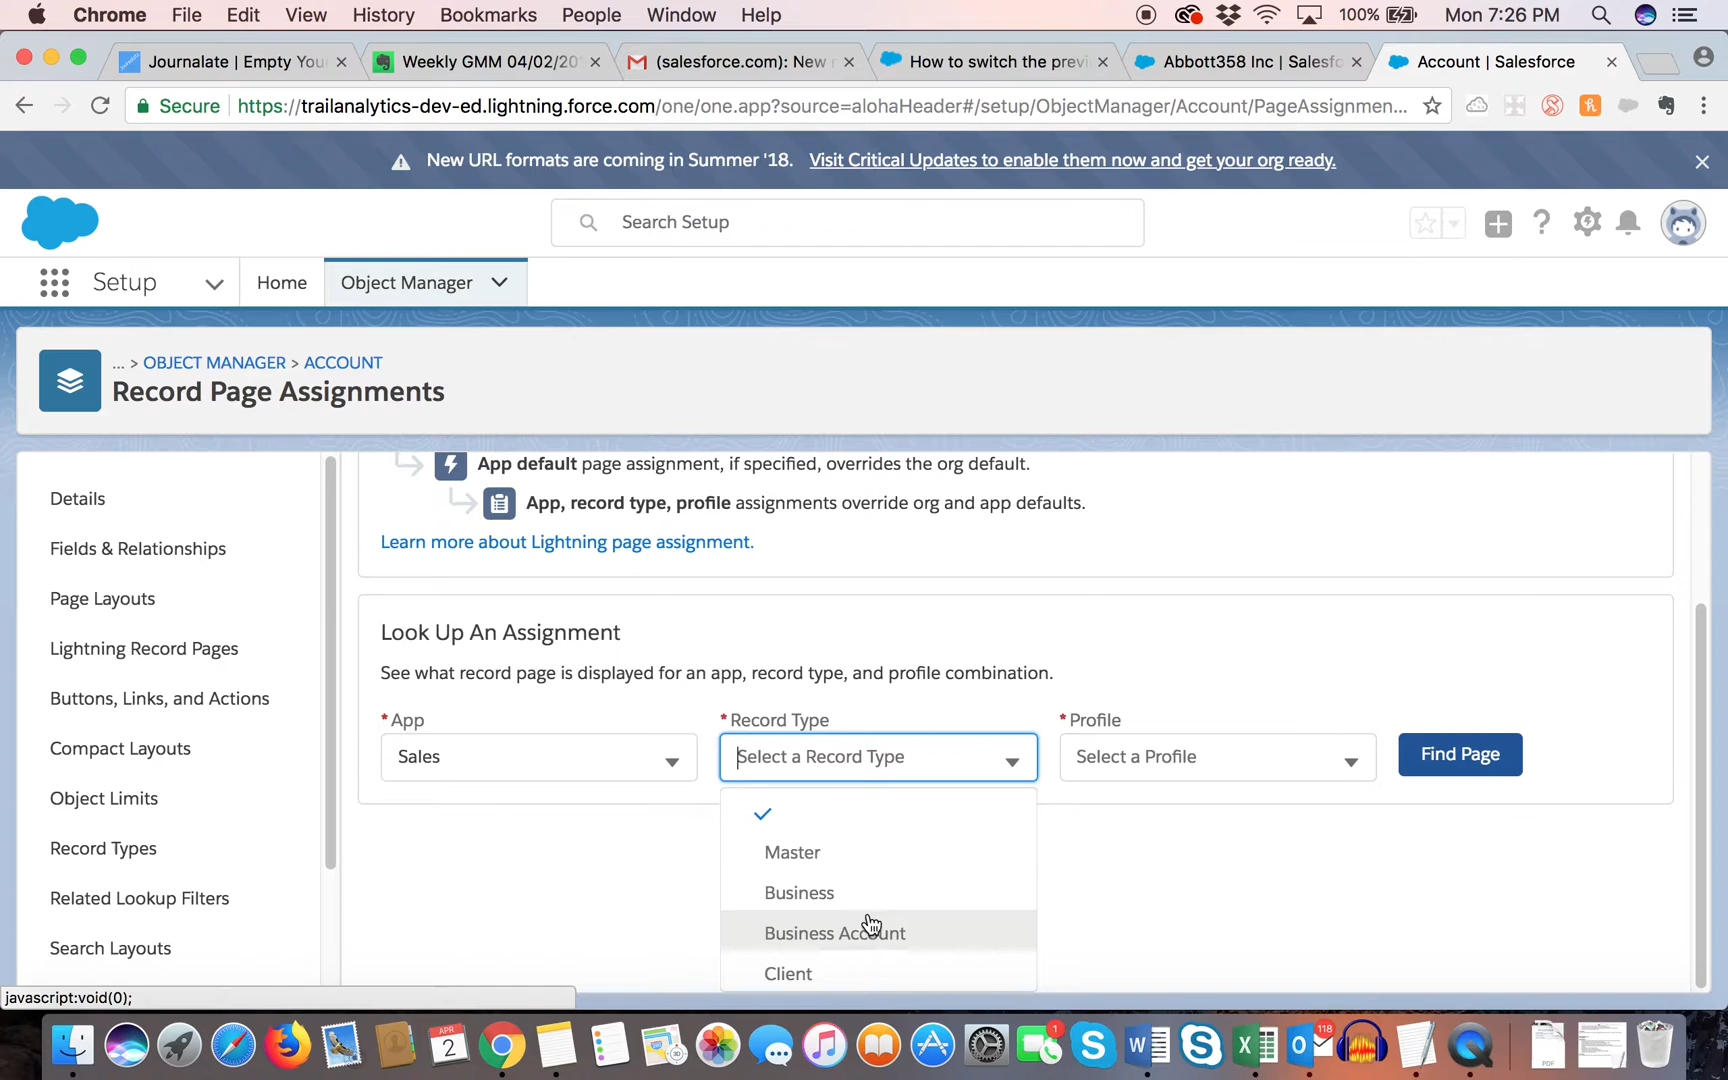 Chrome File Edit View History Bookmarks People Window Help 100% Mon 7:26 PM
Journalate | Empty You
Weekly GMM 04/02/20
(salesforce.com): New
How to switch the previ
Abbott358 Inc | Salesfo
Account | Salesforce
Secure https://trailanalytics-dev-ed.lightning.force.com/one/one.app?source=alohaHeader#/setup/ObjectManager/Account/PageAssignmen...
New URL formats are coming in Summer '18. Visit Critical Updates to enable them now and get your org ready.
Search Setup
Setup Home Object Manager
... > OBJECT MANAGER > ACCOUNT
Record Page Assignments
Details
Fields & Relationships
Page Layouts
Lightning Record Pages
Buttons, Links, and Actions
Compact Layouts
Object Limits
Record Types
Related Lookup Filters
Search Layouts
App default page assignment, if specified, overrides the org default.
App, record type, profile assignments override org and app defaults.
Learn more about Lightning page assignment.
Look Up An Assignment
See what record page is displayed for an app, record type, and profile combination.
* App
Sales
* Record Type
Select a Record Type
Master
Business
Business Account
Client
* Profile
Select a Profile
Find Page
javascript:void(0);
APR
2
1
118
PDF